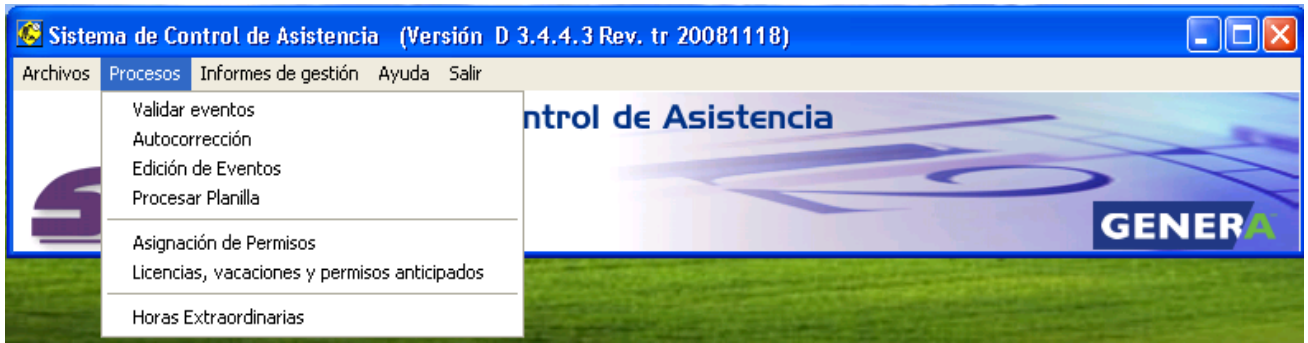 Sistema de Control de Asistencia (Versión D 3.4.4.3 Rev. tr 20081118)
Archivos Procesos Informes de gestión Ayuda Salir
ntrol de Asistencia
Validar eventos
Autocorrección
Edición de Eventos
Procesar Planilla
Asignación de Permisos
Licencias, vacaciones y permisos anticipados
Horas Extraordinarias
GENERA